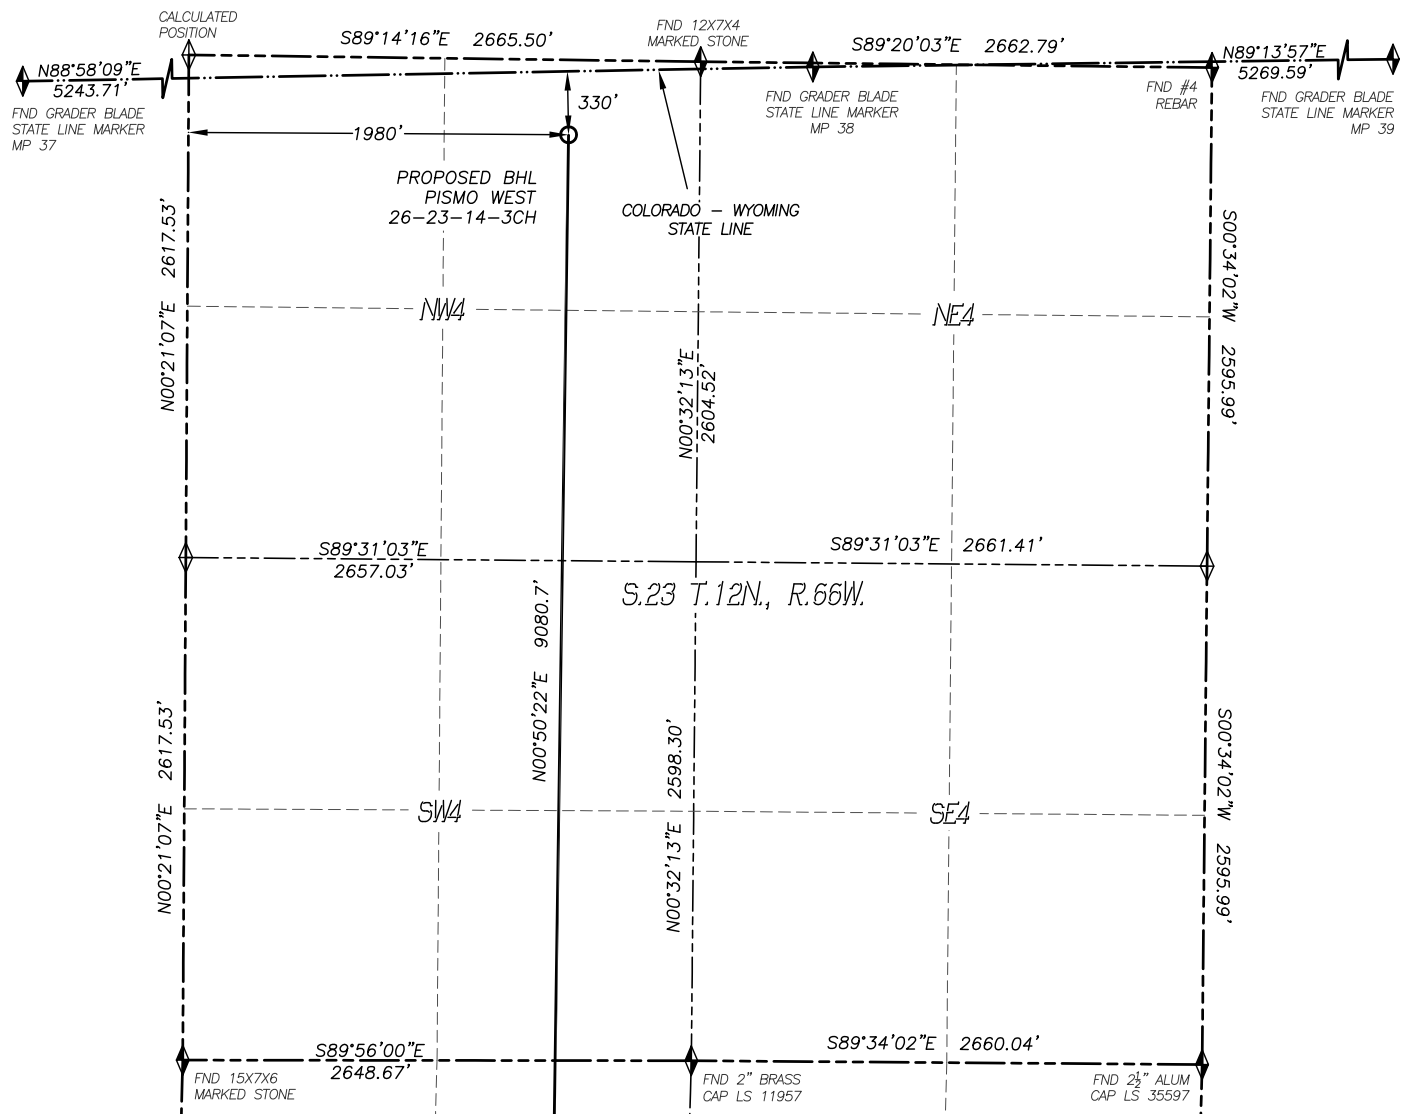 CALCULATED
POSITION
S89°14'16"E 2665.50'
FND 12X7X4
MARKED STONE
S89°20'03"E 2662.79'
N88°58'09"E
5243.71'
FND GRADER BLADE
STATE LINE MARKER
MP 37
N89°13'57"E
5269.59'
FND GRADER BLADE
STATE LINE MARKER
MP 38
FND #4
REBAR
FND GRADER BLADE
STATE LINE MARKER
MP 39
330'
1980'
PROPOSED BHL
PISMO WEST
26-23-14-3CH
COLORADO - WYOMING
STATE LINE
N00°21'07"E 2617.53'
S00°34'02"W 2595.99'
NW4
NE4
N00°32'13"E
2604.52'
S89°31'03"E
2657.03'
S89°31'03"E 2661.41'
S.23 T.12N., R.66W.
N00°50'22"E 9080.7'
N00°21'07"E 2617.53'
N00°32'13"E 2598.30'
S00°34'02"W 2595.99'
SW4
SE4
S89°56'00"E
2648.67'
S89°34'02"E 2660.04'
FND 15X7X6
MARKED STONE
FND 2" BRASS
CAP LS 11957
FND 2½" ALUM
CAP LS 35597